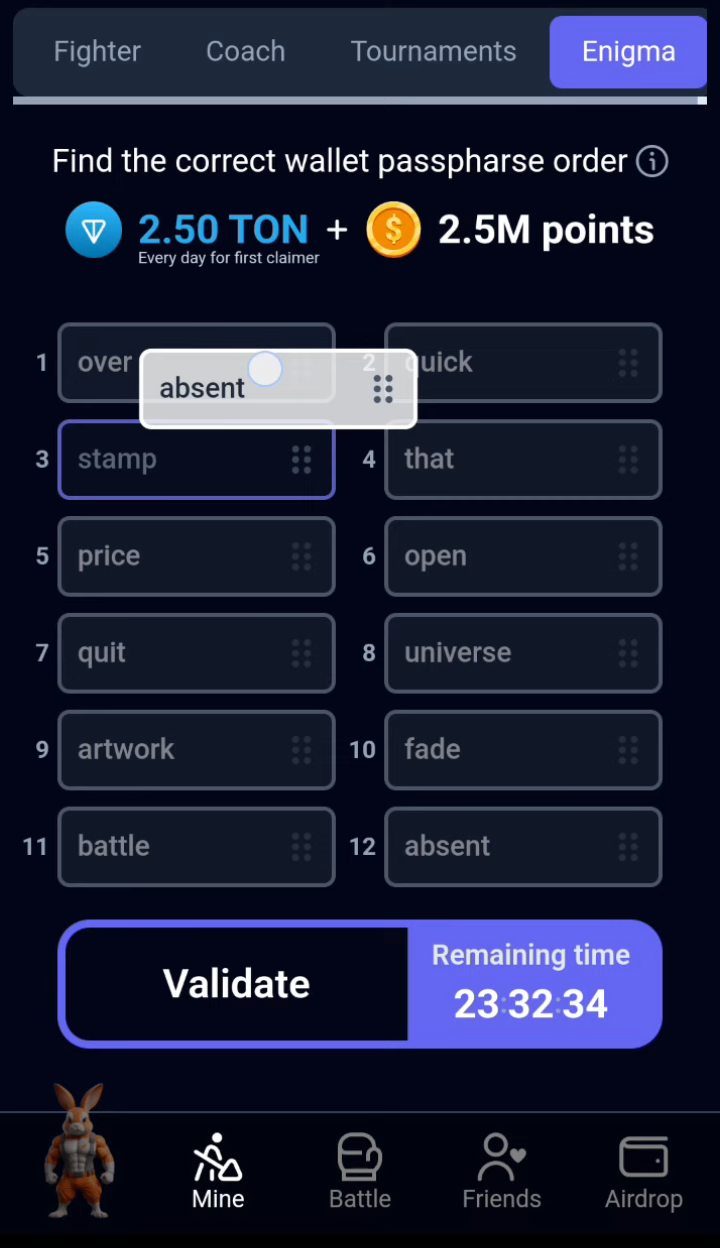 Fighter Coach Tournaments Enigma
Find the correct wallet passpharse order
2.50 TON + 2.5M points
Every day for first claimer
1 over 2 quick
absent
3 stamp 4 that
5 price 6 open
7 quit 8 universe
9 artwork 10 fade
11 battle 12 absent
Validate
Remaining time
23:32:34
Mine Battle Friends Airdrop